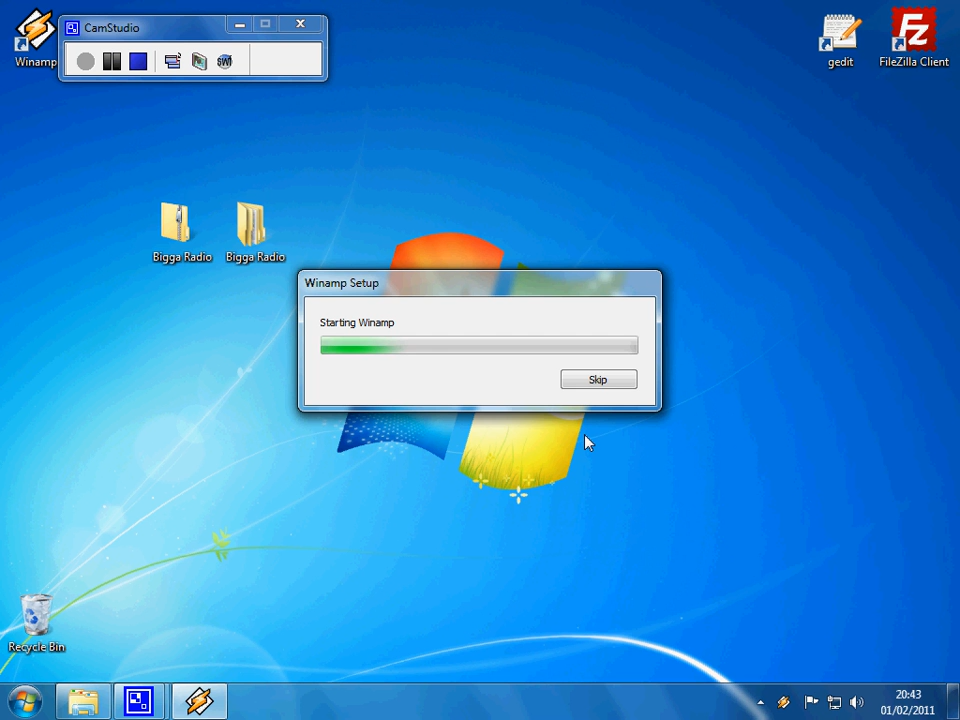 CamStudio
Winamp
gedit
FileZilla Client
Bigga Radio
Bigga Radio
Winamp Setup
Starting Winamp
Skip
Recycle Bin
20:43
01/02/2011